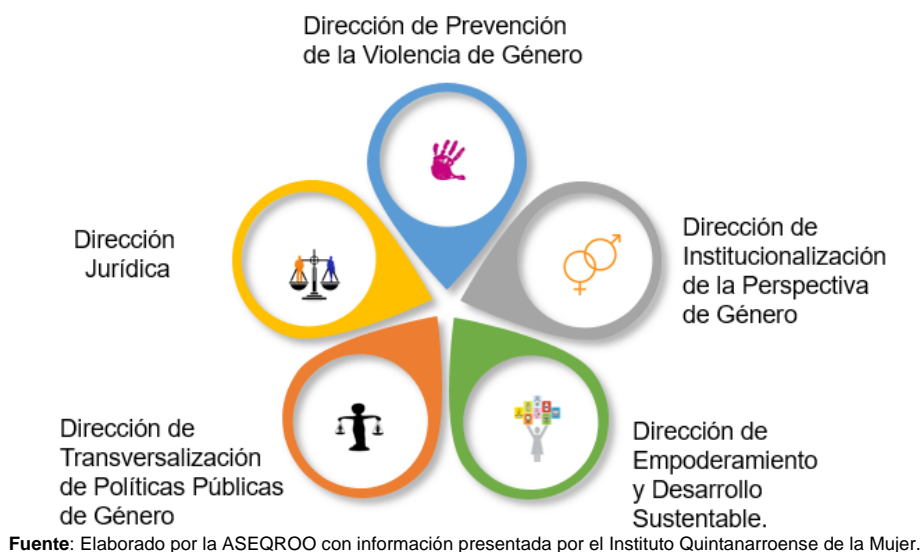 Dirección de Prevención
de la Violencia de Género
Dirección
Jurídica
Dirección de
Institucionalización
de la Perspectiva
de Género
Dirección de
Transversalización
de Políticas Públicas
de Género
Dirección de
Empoderamiento
y Desarrollo
Sustentable.
Fuente: Elaborado por la ASEQROO con información presentada por el Instituto Quintanarroense de la Mujer.